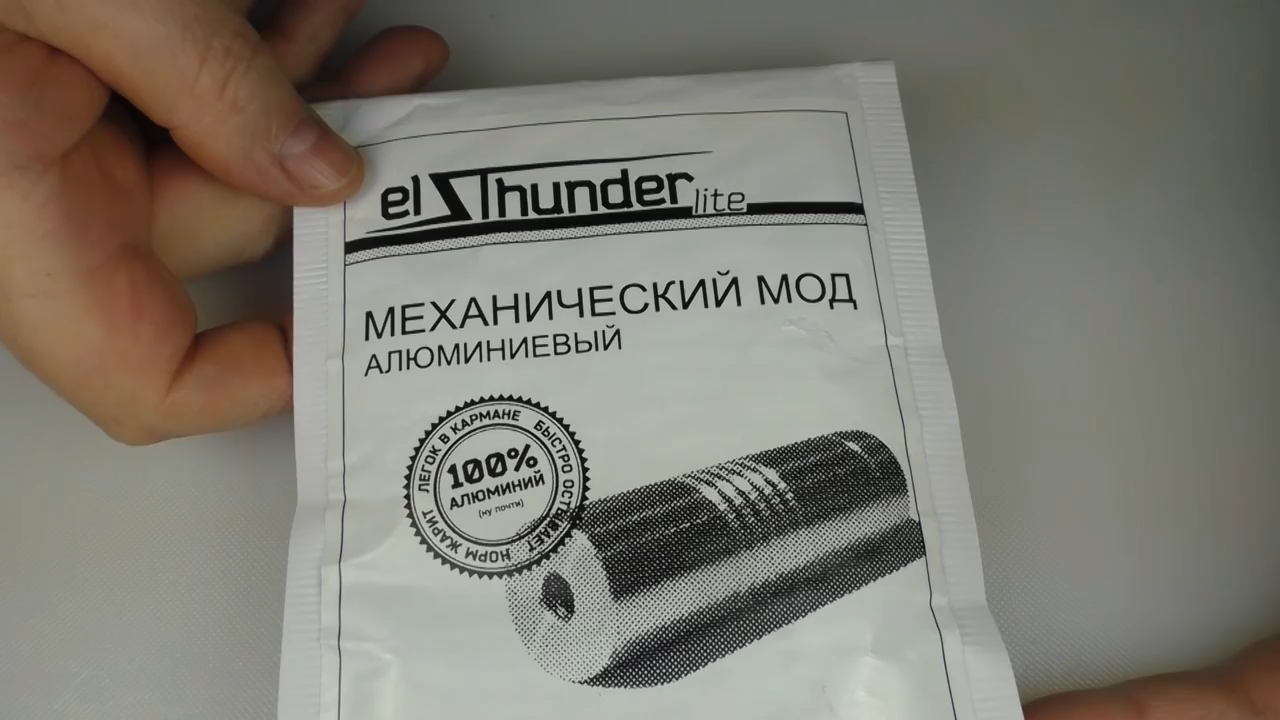 elThunder lite
МЕХАНИЧЕСКИЙ МОД
АЛЮМИНИЕВЫЙ
ЛЕГОК В КАРМАНЕ БЫСТРО ОСТЫВАЕТ НОРМ ЖАРИТ
100%
АЛЮМИНИЙ
(ну почти)